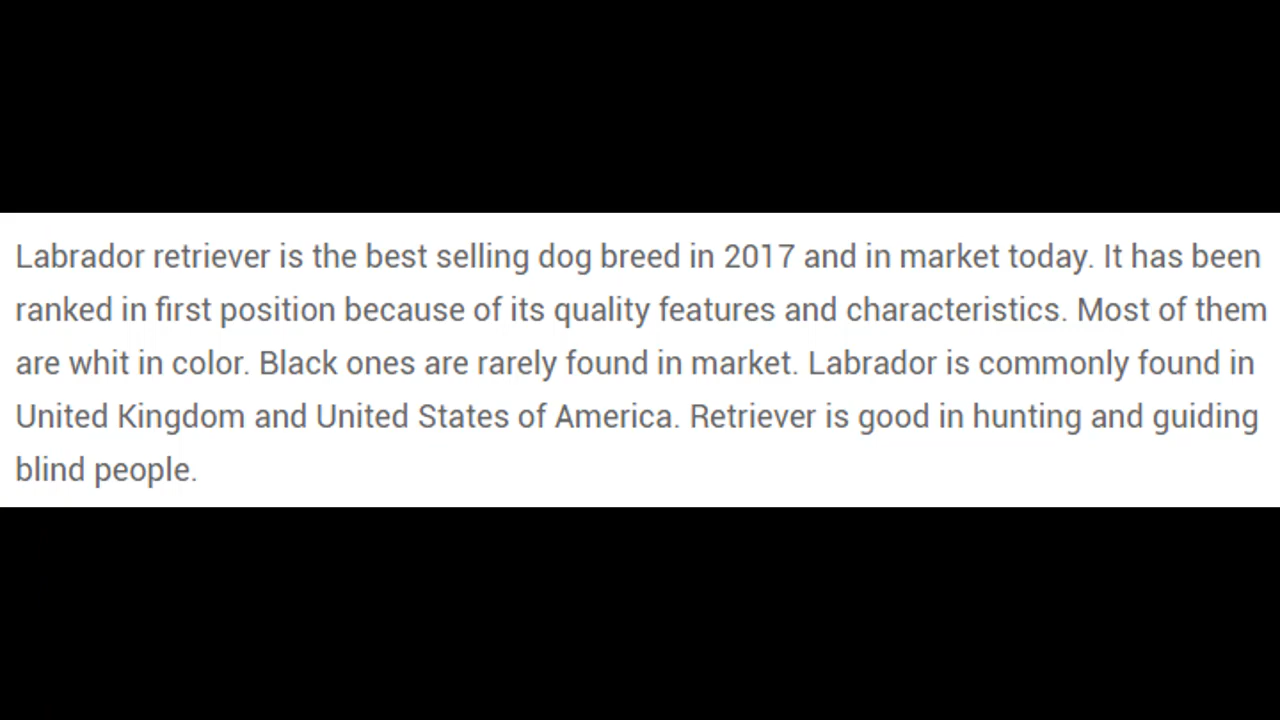 Labrador retriever is the best selling dog breed in 2017 and in market today. It has been
ranked in first position because of its quality features and characteristics. Most of them
are whit in color. Black ones are rarely found in market. Labrador is commonly found in
United Kingdom and United States of America. Retriever is good in hunting and guiding
blind people.